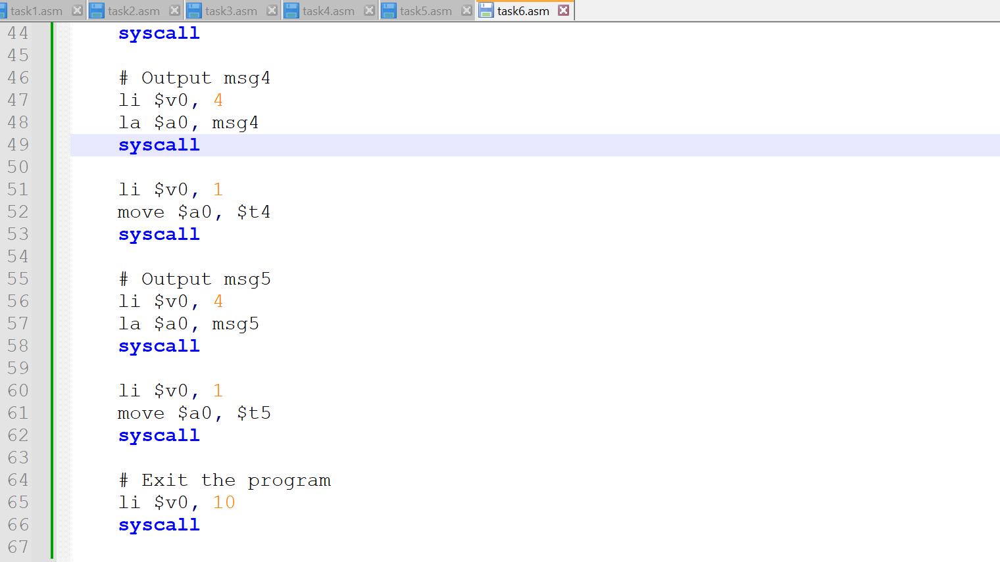 task1.asm task2.asm task3.asm task4.asm task5.asm task6.asm
44 syscall
45
46 # Output msg4
47 li $v0, 4
48 la $a0, msg4
49 syscall
50
51 li $v0, 1
52 move $a0, $t4
53 syscall
54
55 # Output msg5
56 li $v0, 4
57 la $a0, msg5
58 syscall
59
60 li $v0, 1
61 move $a0, $t5
62 syscall
63
64 # Exit the program
65 li $v0, 10
66 syscall
67